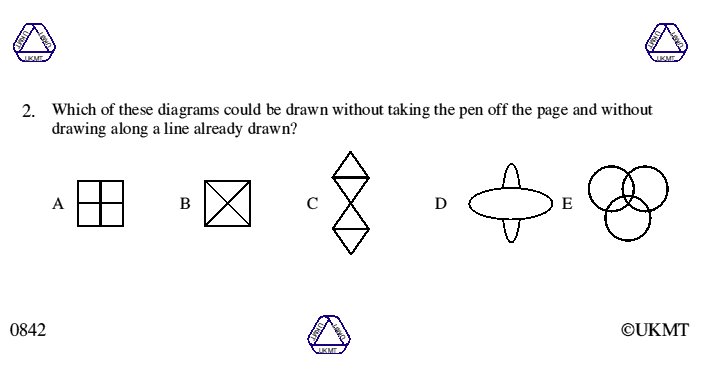 UKMT UKMT UKMT
UKMT UKMT UKMT
2. Which of these diagrams could be drawn without taking the pen off the page and without
drawing along a line already drawn?
A B C D E
0842
UKMT UKMT UKMT
©UKMT